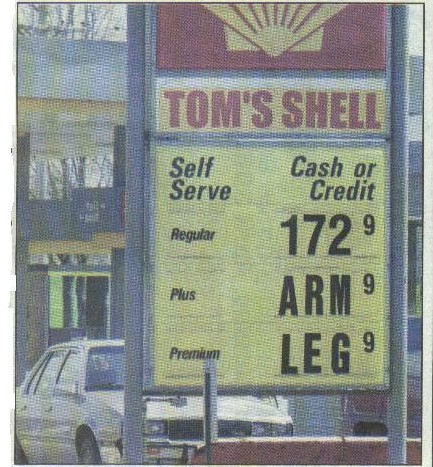 TOM'S SHELL
Self Serve
Cash or Credit
Regular 172 9
Plus ARM 9
Premium LEG 9